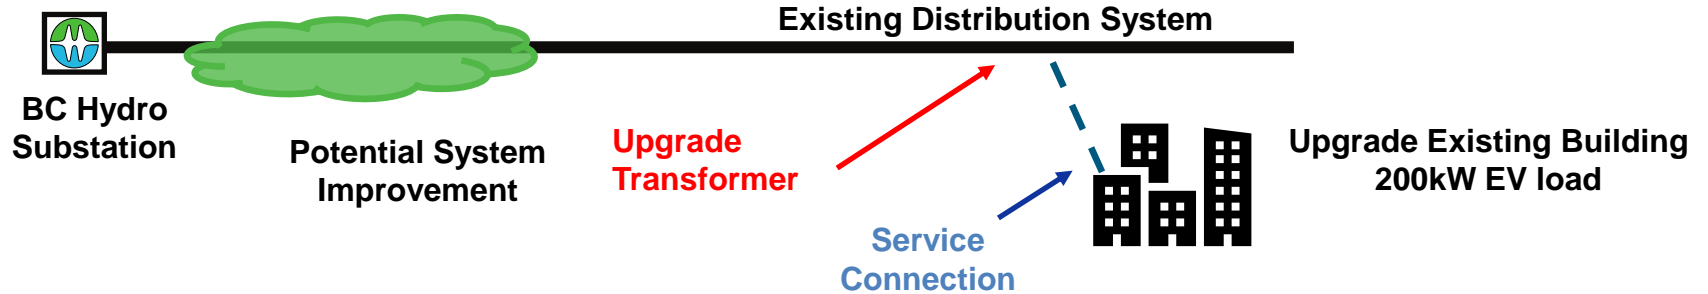 Existing Distribution System
BC Hydro
Substation
Potential System
Improvement
Upgrade
Transformer
Service
Connection
Upgrade Existing Building
200kW EV load